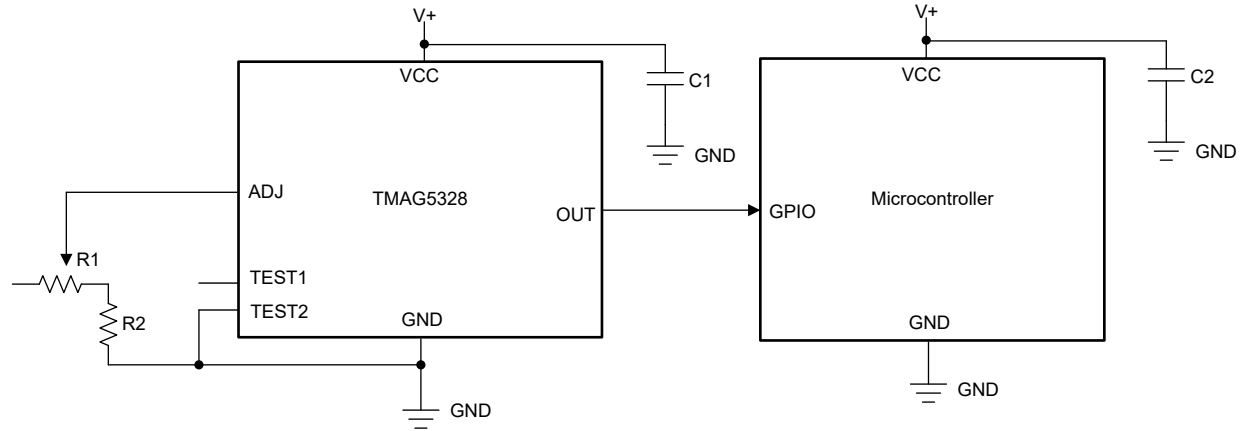 V+
V+
VCC
VCC
C1
C2
GND
GND
ADJ
TMAG5328
Microcontroller
OUT
GPIO
R1
TEST1
TEST2
R2
GND
GND
GND
GND